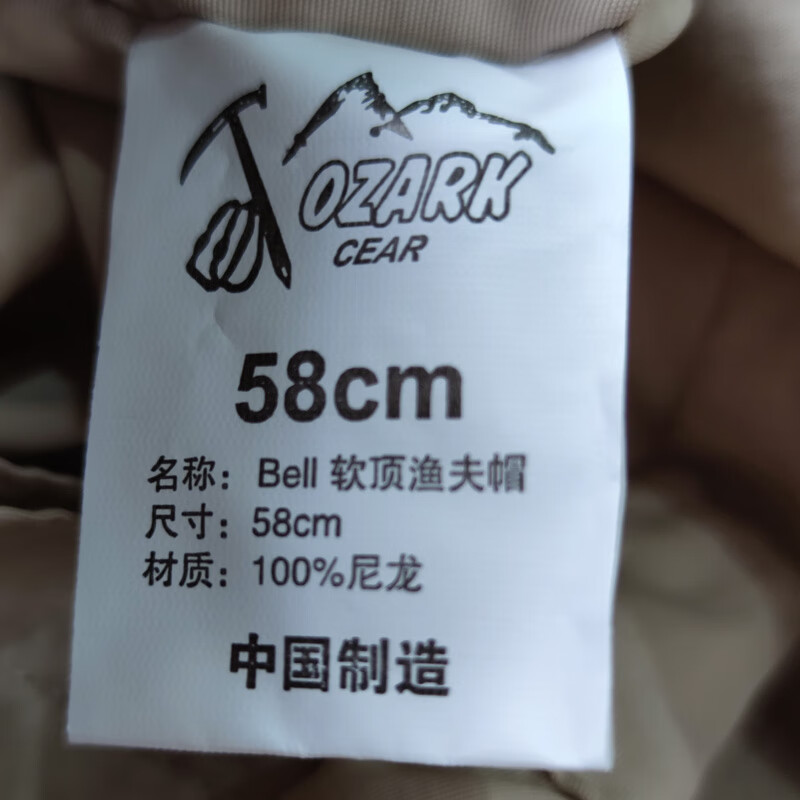 OZARK
GEAR
58cm
名称：Bell 软顶渔夫帽
尺寸：58cm
材质：100%尼龙
中国制造